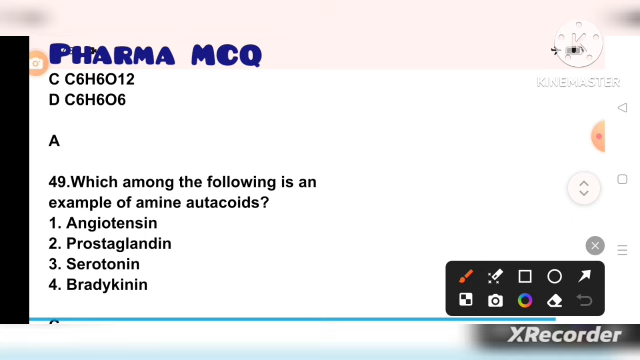 PHARMA MCQ
C C6H6O12
D C6H6O6
A
49.Which among the following is an
example of amine autacoids?
1. Angiotensin
2. Prostaglandin
3. Serotonin
4. Bradykinin
K
KINEMASTER
XRecorder